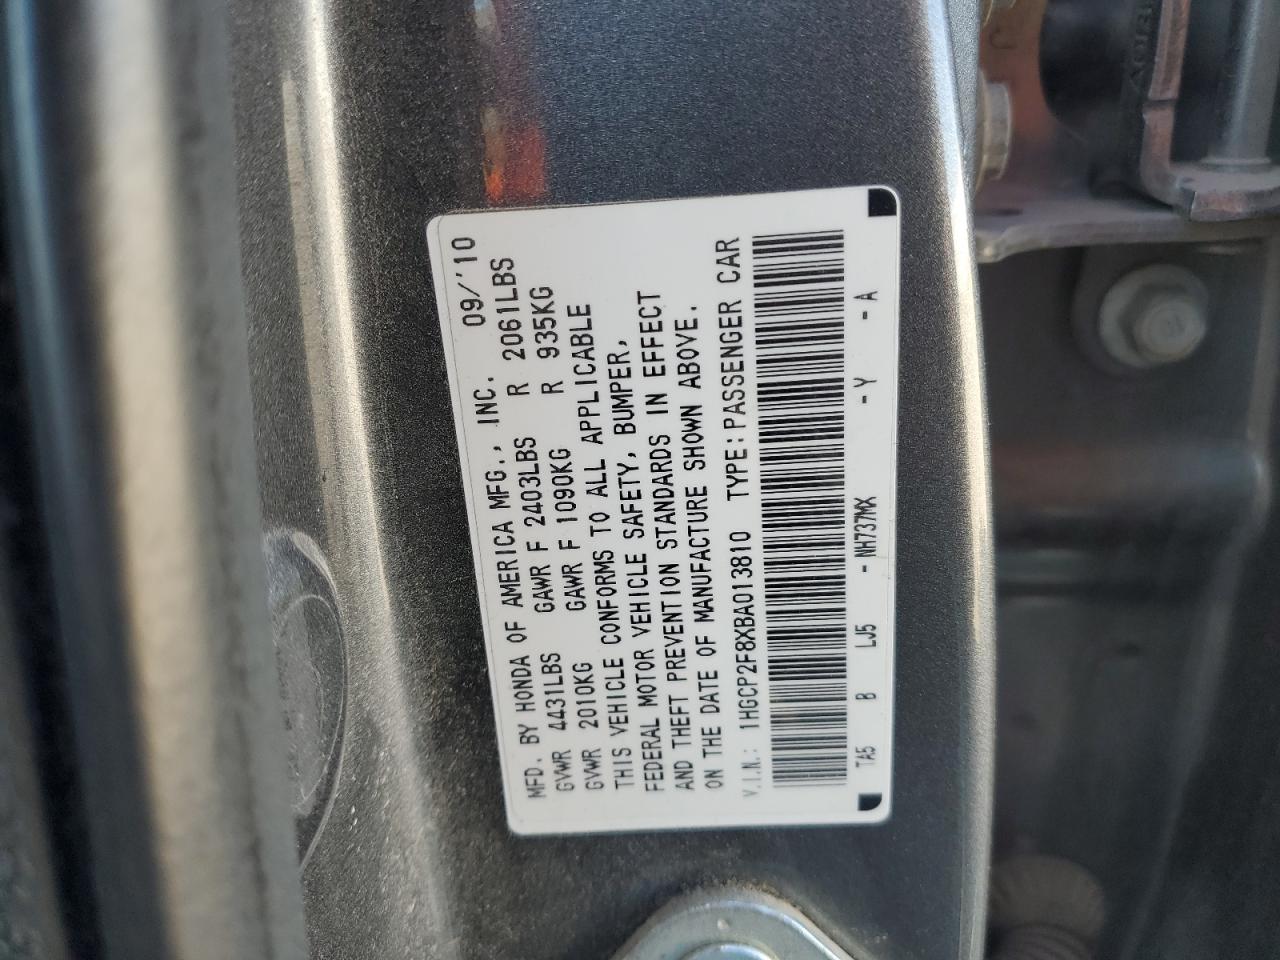 MFD. BY HONDA OF AMERICA MFG., INC. 09/'10
GVWR 4431LBS GAWR F 2403LBS R 2061LBS
GVWR 2010KG GAWR F 1090KG R 935KG
THIS VEHICLE CONFORMS TO ALL APPLICABLE
FEDERAL MOTOR VEHICLE SAFETY, BUMPER,
AND THEFT PREVENTION STANDARDS IN EFFECT
ON THE DATE OF MANUFACTURE SHOWN ABOVE.
V.I.N.: 1HGCP2F8XBA013810 TYPE:PASSENGER CAR
TA5 B LJ5 - NH737MX - Y - A